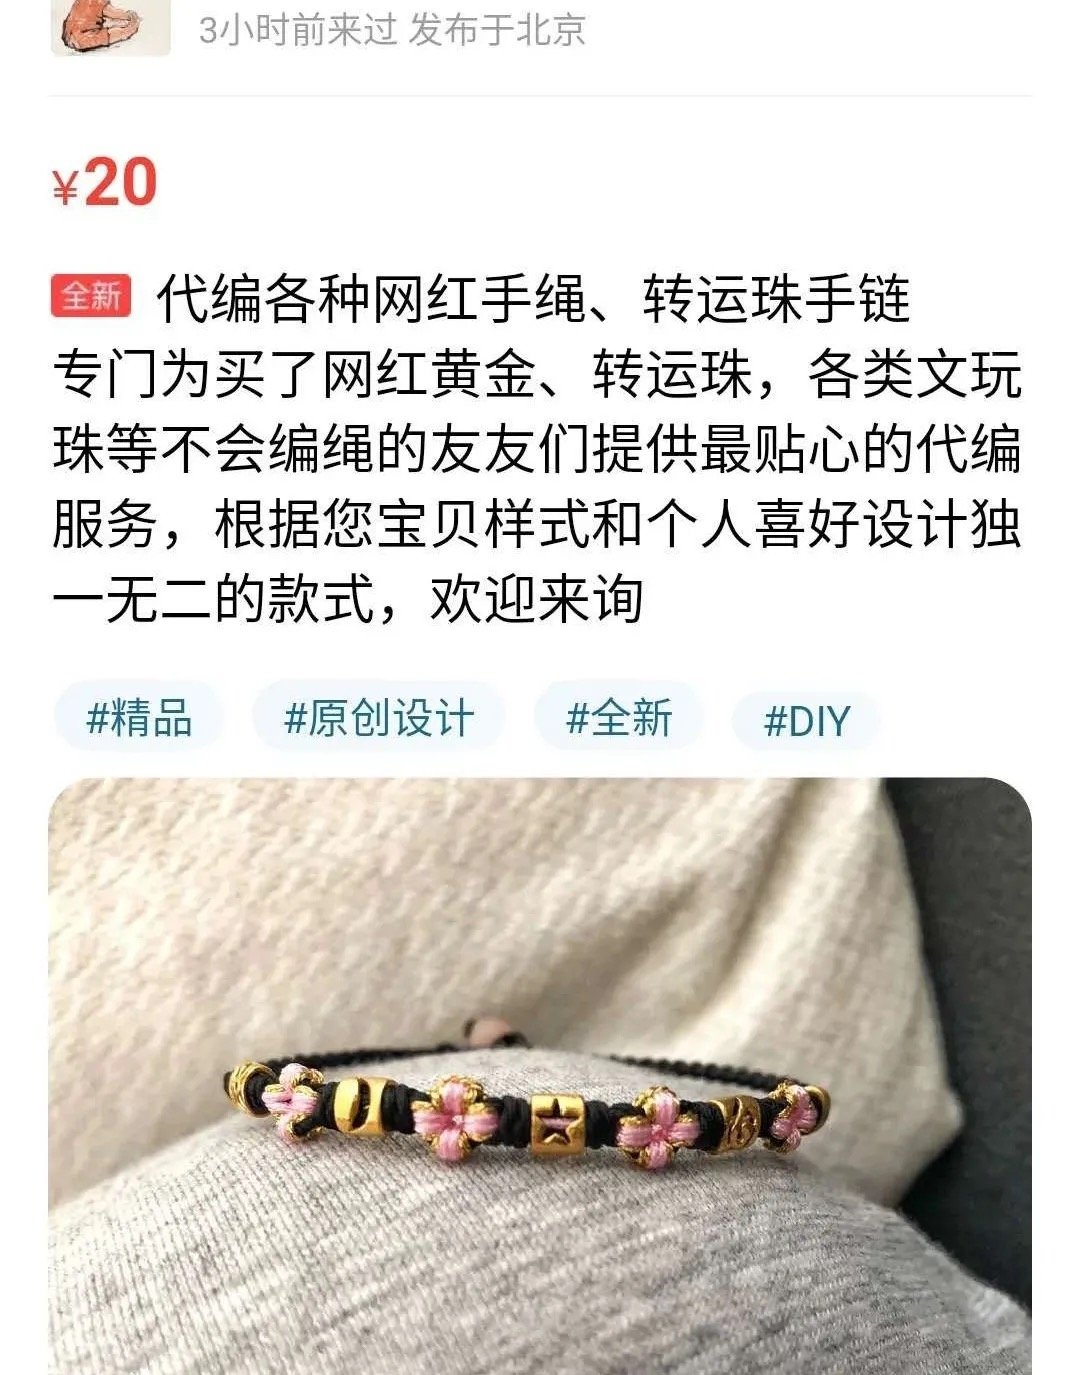 3小时前来过 发布于北京
¥20
全新 代编各种网红手绳、转运珠手链
专门为买了网红黄金、转运珠，各类文玩
珠等不会编绳的友友们提供最贴心的代编
服务，根据您宝贝样式和个人喜好设计独
一无二的款式，欢迎来询
#精品 #原创设计 #全新 #DIY